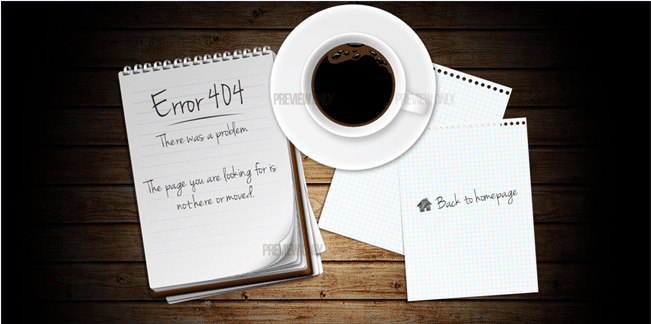 Error 404
There was a problem
The page you are looking for is
not here or moved.
PREVIEW ONLY
PREVIEW ONLY
Back to homepage
PREVIEW ONLY